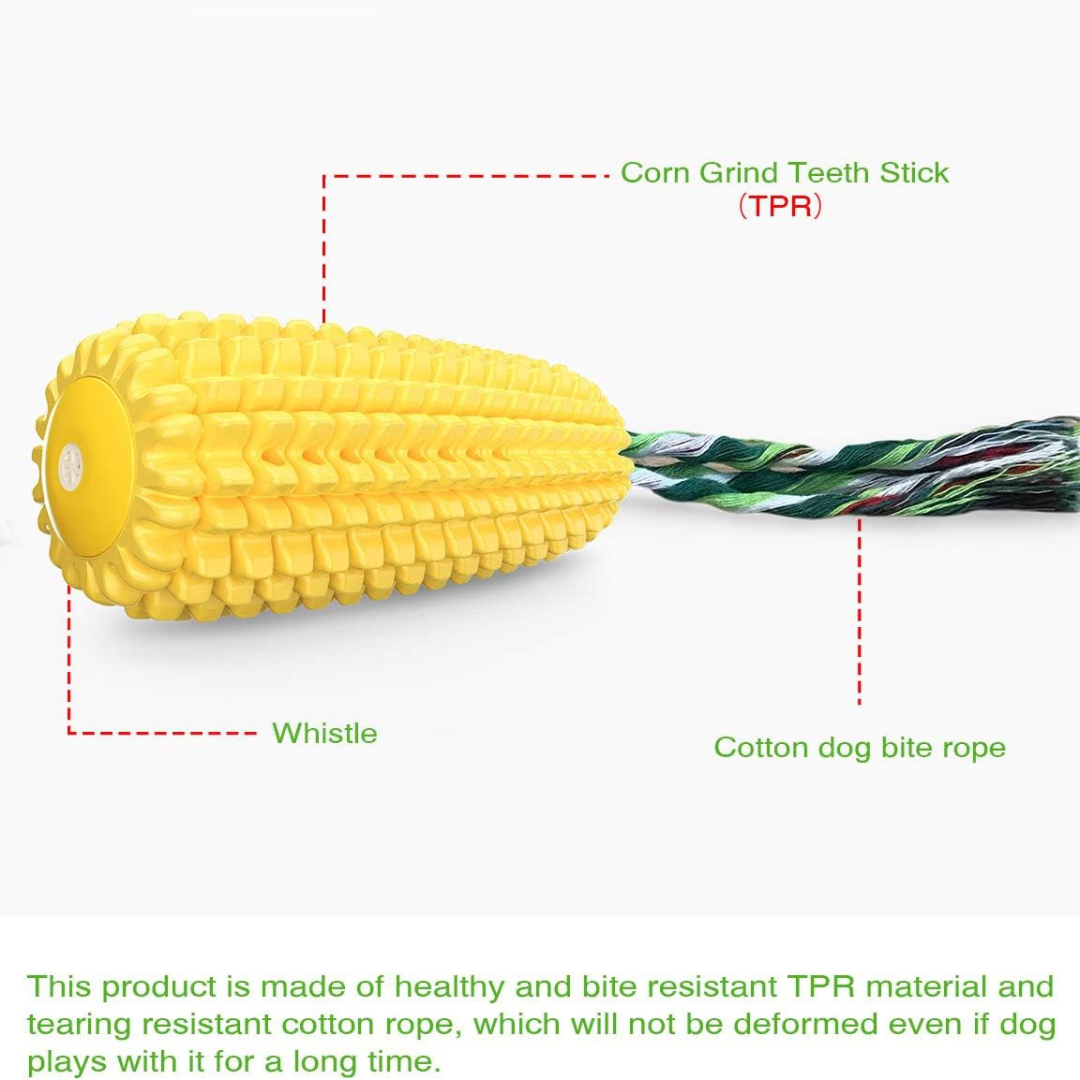 Corn Grind Teeth Stick
(TPR)
Whistle
Cotton dog bite rope
This product is made of healthy and bite resistant TPR material and
tearing resistant cotton rope, which will not be deformed even if dog
plays with it for a long time.